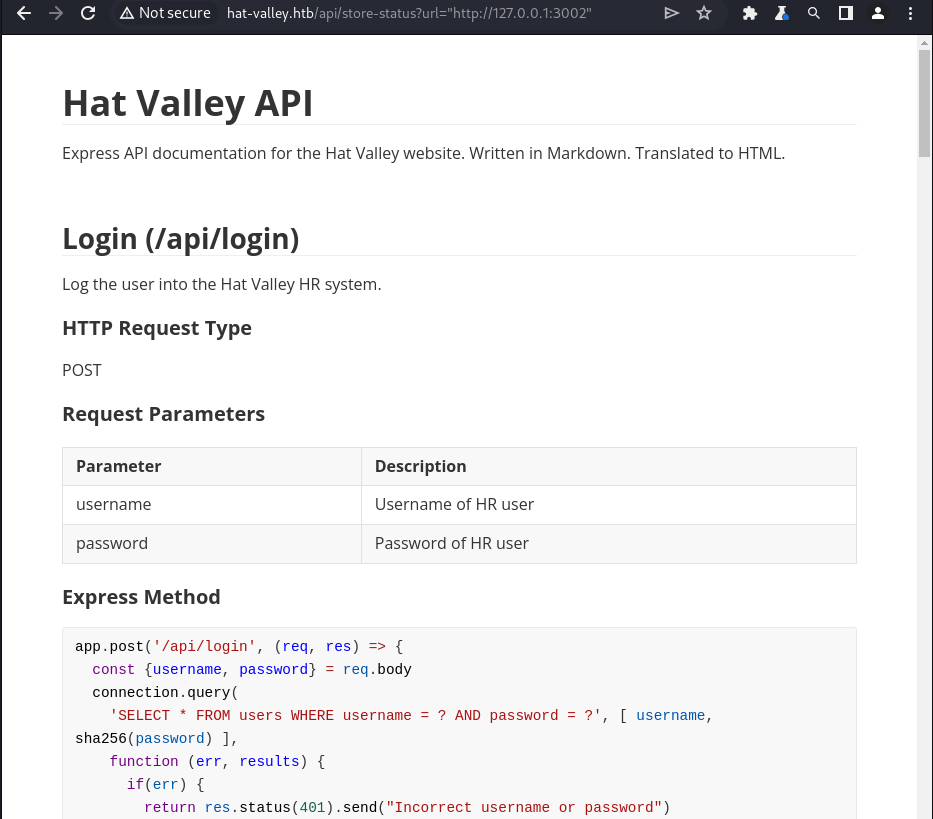 Not secure hat-valley.htb/api/store-status?url="http://127.0.0.1:3002"
Hat Valley API
Express API documentation for the Hat Valley website. Written in Markdown. Translated to HTML.
Login (/api/login)
Log the user into the Hat Valley HR system.
HTTP Request Type
POST
Request Parameters
Parameter Description
username Username of HR user
password Password of HR user
Express Method
app.post('/api/login', (req, res) => {
  const {username, password} = req.body
  connection.query(
    'SELECT * FROM users WHERE username = ? AND password = ?', [ username,
sha256(password) ],
    function (err, results) {
      if(err) {
        return res.status(401).send("Incorrect username or password")